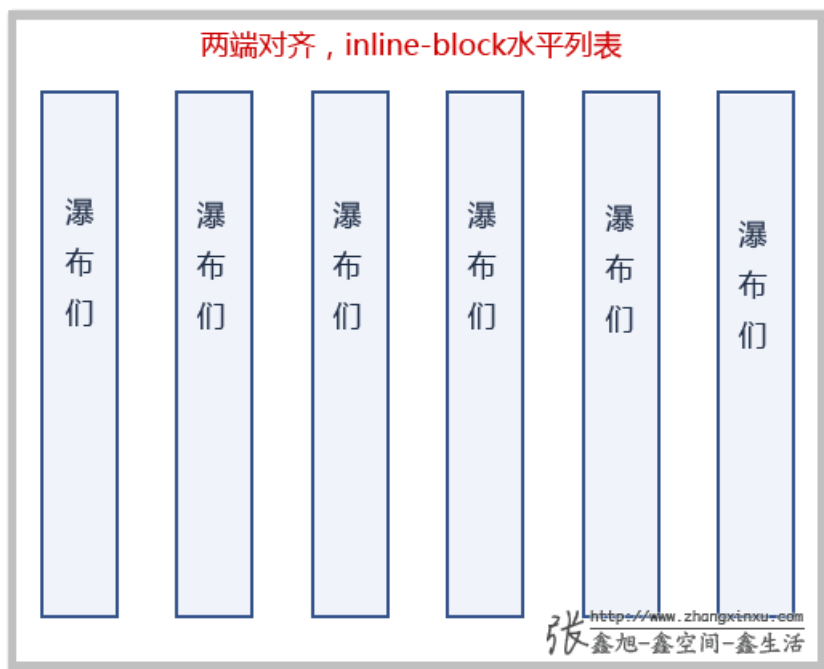 两端对齐，inline-block水平列表
瀑布们
瀑布们
瀑布们
瀑布们
瀑布们
瀑布们
张
http://www.zhangxinxu.com
鑫旭-鑫空间-鑫生活